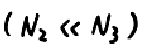 (N₂ ≪ N₃)